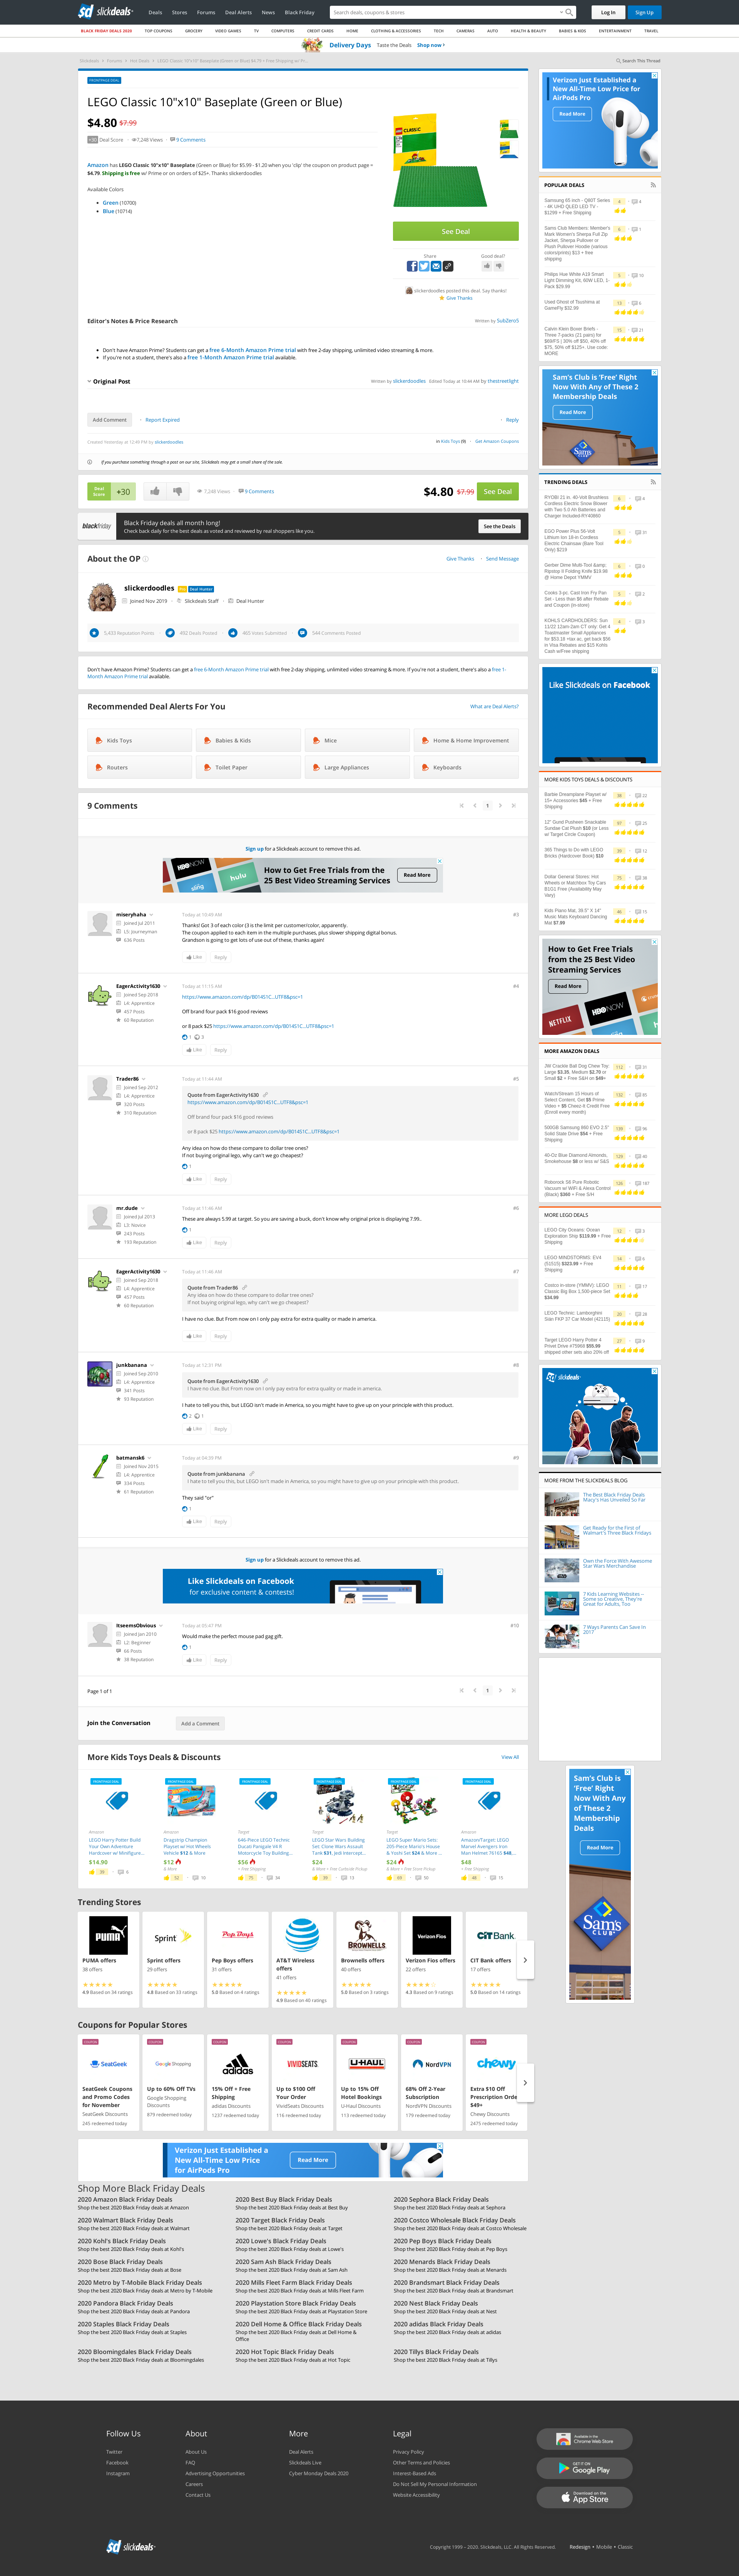 slickdeals
Deals
Stores
Forums
Deal Alerts
News
Black Friday
Search deals, coupons & stores
Log In
Sign Up
BLACK FRIDAY DEALS 2020
TOP COUPONS
GROCERY
VIDEO GAMES
TV
COMPUTERS
CREDIT CARDS
HOME
CLOTHING & ACCESSORIES
TECH
CAMERAS
AUTO
HEALTH & BEAUTY
BABIES & KIDS
ENTERTAINMENT
TRAVEL
Delivery Days Taste the Deals Shop now
Search This Thread
FRONTPAGE DEAL
LEGO Classic 10"x10" Baseplate (Green or Blue)
$4.80 $7.99
+30 Deal Score
7,248 Views
9 Comments
Amazon has LEGO Classic 10"x10" Baseplate (Green or Blue) for $5.99 - $1.20 when you 'clip' the coupon on product page =
$4.79. Shipping is free w/ Prime or on orders of $25+. Thanks slickdeerdoodles
Available Colors
Green (10700)
Blue (10714)
See Deal
Share
Good deal?
slickerdoodles posted this deal. Say thanks!
Give Thanks
Editor's Notes & Price Research
Written by SubZero5
Don't have Amazon Prime? Students can get a free 6-Month Amazon Prime trial with free 2-day shipping, unlimited video streaming & more.
If you're not a student, there's also a free 1-Month Amazon Prime trial available.
Original Post
Written by slickerdoodles
Edited Today at 10:44 AM by thestreetlight
Add Comment
Report Expired
Reply
Created Yesterday at 12:49 PM by slickerdoodles
in Kids Toys (9)
Get Amazon Coupons
If you purchase something through a post on our site, Slickdeals may get a small share of the sale.
Deal Score +30
7,248 Views
9 Comments
$4.80 $7.99
See Deal
blackfriday
Black Friday deals all month long!
Check back daily for the best deals as voted and reviewed by real shoppers like you.
See the Deals
About the OP
Give Thanks
Send Message
slickerdoodles
Deal Hunter
Joined Nov 2019
Slickdeals Staff
Deal Hunter
5,433 Reputation Points
482 Deals Posted
465 Votes Submitted
544 Comments Posted
Don't have Amazon Prime? Students can get a free 6-Month Amazon Prime trial with free 2-day shipping, unlimited video streaming & more. If you're not a student, there's also a free 1-
Month Amazon Prime trial available.
Recommended Deal Alerts For You
What are Deal Alerts?
Kids Toys
Babies & Kids
Mice
Home & Home Improvement
Routers
Toilet Paper
Large Appliances
Keyboards
9 Comments
1
Sign up for a Slickdeals account to remove this ad.
How to Get Free Trials from the
25 Best Video Streaming Services
Read More
miseryhaha
Joined Jul 2011
L5: Journeyman
636 Posts
Today at 10:49 AM
#3
Thanks! Got 3 of each color (3 is the limit per customer/color, apparently.
The coupon applied to each item in the multiple purchases, plus slower shipping digital bonus.
Grandson is going to get lots of use out of these, thanks again!
Like
Reply
EagerActivity1630
Joined Sep 2018
L4: Apprentice
457 Posts
60 Reputation
Today at 11:15 AM
#4
https://www.amazon.com/dp/B014S1C...UTF8&psc=1
Off brand four pack $16 good reviews
or 8 pack $25 https://www.amazon.com/dp/B014S1C...UTF8&psc=1
1
3
Like
Reply
Trader86
Joined Sep 2012
L4: Apprentice
320 Posts
310 Reputation
Today at 11:44 AM
#5
Quote from EagerActivity1630
https://www.amazon.com/dp/B014S1C...UTF8&psc=1
Off brand four pack $16 good reviews
or 8 pack $25 https://www.amazon.com/dp/B014S1C...UTF8&psc=1
Any idea on how do these compare to dollar tree ones?
If not buying original lego, why can't we go cheapest?
1
Like
Reply
mr.dude
Joined Jul 2013
L3: Novice
243 Posts
193 Reputation
Today at 11:46 AM
#6
These are always 5.99 at target. So you are saving a buck, don't know why original price is displaying 7.99..
1
Like
Reply
EagerActivity1630
Joined Sep 2018
L4: Apprentice
457 Posts
60 Reputation
Today at 11:46 AM
#7
Quote from Trader86
Any idea on how do these compare to dollar tree ones?
If not buying original lego, why can't we go cheapest?
I have no clue. But From now on I only pay extra for extra for quality or made in america.
Like
Reply
junkbanana
Joined Sep 2010
L4: Apprentice
341 Posts
93 Reputation
Today at 12:31 PM
#8
Quote from EagerActivity1630
I have no clue. But From now on I only pay extra for extra for quality or made in america.
I hate to tell you this, but LEGO isn't made in America, so you might have to give up on your principle with this product.
2
1
Like
Reply
batmansk6
Joined Nov 2015
L4: Apprentice
334 Posts
61 Reputation
Today at 04:39 PM
#9
Quote from junkbanana
I hate to tell you this, but LEGO isn't made in America, so you might have to give up on your principle with this product.
They said "or"
1
Like
Reply
Sign up for a Slickdeals account to remove this ad.
Like Slickdeals on Facebook
for exclusive content & contests!
ItseemsObvious
Joined Jan 2010
L2: Beginner
66 Posts
38 Reputation
Today at 05:47 PM
#10
Would make the perfect mouse pad gag gift.
1
Like
Reply
Page 1 of 1
1
Join the Conversation
Add a Comment
More Kids Toys Deals & Discounts
View All
Amazon
LEGO Harry Potter Build
Your Own Adventure
Hardcover w/ Minifigure...
$14.90
39
6
Amazon
Dragstrip Champion
Playset w/ Hot Wheels
Vehicle $12 & More
$12
& More
52
19
Target
646-Piece LEGO Technic
Ducati Panigale V4 R
Motorcycle Toy Building...
$56
+ Free Shipping
75
34
Target
LEGO Star Wars Building
Set: Clone Wars Assault
Tank $31, Jedi Intercept...
$24
& More + Free Curbside Pickup
39
13
Target
LEGO Super Mario Sets:
205-Piece Mario's House
& Yoshi Set $24 & More ...
$24
& More + Free Store Pickup
69
99
Amazon
Amazon/Target: LEGO
Marvel Avengers Iron
Man Helmet 76165 $48...
$48
+ Free Shipping
48
15
Trending Stores
PUMA offers
38 offers
4.9 Based on 34 ratings
Sprint
Sprint offers
29 offers
4.8 Based on 33 ratings
Pep Boys
Pep Boys offers
31 offers
5.0 Based on 4 ratings
AT&T
AT&T Wireless
offers
41 offers
4.9 Based on 40 ratings
BROWNELLS
Brownells offers
40 offers
5.0 Based on 3 ratings
Verizon Fios
Verizon Fios offers
22 offers
4.3 Based on 9 ratings
CIT BANK
CIT Bank offers
17 offers
5.0 Based on 14 ratings
Coupons for Popular Stores
SeatGeek
SeatGeek Coupons
and Promo Codes
for November
SeatGeek Discounts
245 redeemed today
Google Shopping
Up to 60% Off TVs
Google Shopping
Discounts
879 redeemed today
adidas
15% Off + Free
Shipping
adidas Discounts
1237 redeemed today
VIVID SEATS
Up to $100 Off
Your Order
VividSeats Discounts
116 redeemed today
U-HAUL
Up to 15% Off
Hotel Bookings
U-Haul Discounts
113 redeemed today
NordVPN
68% Off 2-Year
Subscription
NordVPN Discounts
179 redeemed today
chewy
Extra $10 Off
Prescription Orde
$49+
Chewy Discounts
2475 redeemed today
Verizon Just Established a
New All-Time Low Price
for AirPods Pro
Read More
Shop More Black Friday Deals
2020 Amazon Black Friday Deals
Shop the best 2020 Black Friday deals at Amazon
2020 Best Buy Black Friday Deals
Shop the best 2020 Black Friday deals at Best Buy
2020 Sephora Black Friday Deals
Shop the best 2020 Black Friday deals at Sephora
2020 Walmart Black Friday Deals
Shop the best 2020 Black Friday deals at Walmart
2020 Target Black Friday Deals
Shop the best 2020 Black Friday deals at Target
2020 Costco Wholesale Black Friday Deals
Shop the best 2020 Black Friday deals at Costco Wholesale
2020 Kohl's Black Friday Deals
Shop the best 2020 Black Friday deals at Kohl's
2020 Lowe's Black Friday Deals
Shop the best 2020 Black Friday deals at Lowe's
2020 Pep Boys Black Friday Deals
Shop the best 2020 Black Friday deals at Pep Boys
2020 Bose Black Friday Deals
Shop the best 2020 Black Friday deals at Bose
2020 Sam Ash Black Friday Deals
Shop the best 2020 Black Friday deals at Sam Ash
2020 Menards Black Friday Deals
Shop the best 2020 Black Friday deals at Menards
2020 Metro by T-Mobile Black Friday Deals
Shop the best 2020 Black Friday deals at Metro by T-Mobile
2020 Mills Fleet Farm Black Friday Deals
Shop the best 2020 Black Friday deals at Mills Fleet Farm
2020 Brandsmart Black Friday Deals
Shop the best 2020 Black Friday deals at Brandsmart
2020 Pandora Black Friday Deals
Shop the best 2020 Black Friday deals at Pandora
2020 Playstation Store Black Friday Deals
Shop the best 2020 Black Friday deals at Playstation Store
2020 Nest Black Friday Deals
Shop the best 2020 Black Friday deals at Nest
2020 Staples Black Friday Deals
Shop the best 2020 Black Friday deals at Staples
2020 Dell Home & Office Black Friday Deals
Shop the best 2020 Black Friday deals at Dell Home &
Office
2020 adidas Black Friday Deals
Shop the best 2020 Black Friday deals at adidas
2020 Bloomingdales Black Friday Deals
Shop the best 2020 Black Friday deals at Bloomingdales
2020 Hot Topic Black Friday Deals
Shop the best 2020 Black Friday deals at Hot Topic
2020 Tillys Black Friday Deals
Shop the best 2020 Black Friday deals at Tillys
Verizon Just Established a
New All-Time Low Price for
AirPods Pro
Read More
POPULAR DEALS
Samsung 65 inch - Q80T Series
- 4K UHD QLED LED TV -
$1299 + Free Shipping
Sams Club Members: Member's
Mark Women's Sherpa Full Zip
Jacket, Sherpa Pullover or
Plush Pullover Hoodie (various
colors/prints) $13 + free
shipping
Philips Hue White A19 Smart
Light Dimming Kit, 60W LED, 1-
Pack $29.99
Used Ghost of Tsushima at
GameFly $32.99
Calvin Klein Boxer Briefs -
Three 7-packs (21 pairs) for
$69/FS | 30% off $50, 40% off
$75, 50% off $125+. Use code:
MORE
Sam's Club is 'Free' Right
Now With Any of These 2
Membership Deals
Read More
TRENDING DEALS
RYOBI 21 in. 40-Volt Brushless
Cordless Electric Snow Blower
with Two 5.0 Ah Batteries and
Charger Included-RY40860
EGO Power Plus 56-Volt
Lithium Ion 18-in Cordless
Electric Chainsaw (Bare Tool
Only) $219
Gerber Dime Multi-Tool &amp;
Ripstop II Folding Knife $19.98
@ Home Depot YMMV
Cooks 3-pc. Cast Iron Fry Pan
Set - Less than $6 after Rebate
and Coupon (in-store)
KOHLS CARDHOLDERS: Sun
11/22 12am-2am CT only: Get 4
Toastmaster Small Appliances
for $53.18 +tax ac, get back $56
in Visa Rebates and $15 Kohls
Cash w/Free shipping
Like Slickdeals on Facebook
MORE KIDS TOYS DEALS & DISCOUNTS
Barbie Dreamplane Playset w/
15+ Accessories $45 + Free
Shipping
12" Gund Pusheen Snackable
Sundae Cat Plush $10 (or Less
w/ Target Circle Coupon)
365 Things to Do with LEGO
Bricks (Hardcover Book) $10
Dollar General Stores: Hot
Wheels or Matchbox Toy Cars
B1G1 Free (Availability May
Vary)
Kids Piano Mat, 39.5" X 14"
Music Mats Keyboard Dancing
Mat $7.99
How to Get Free Trials
from the 25 Best Video
Streaming Services
Read More
MORE AMAZON DEALS
JW Crackle Ball Dog Chew Toy:
Large $3.35, Medium $2.70 or
Small $2 + Free S&H on $49+
Watch/Stream 15 Hours of
Select Content, Get $5 Prime
Video + $5 Cheez-It Credit Free
(Enroll every month)
500GB Samsung 860 EVO 2.5"
Solid State Drive $54 + Free
Shipping
40-Oz Blue Diamond Almonds,
Smokehouse $8 or less w/ S&S
Roborock S6 Pure Robotic
Vacuum w/ WiFi & Alexa Control
(Black) $360 + Free S/H
MORE LEGO DEALS
LEGO City Oceans: Ocean
Exploration Ship $119.98 + Free
Shipping
LEGO MINDSTORMS: EV4
(51515) $323.99 + Free
Shipping
Costco in-store (YMMV): LEGO
Classic Big Box 1,500-piece Set
$34.99
LEGO Technic: Lamborghini
Sián FKP 37 Car Model (42115)
Target LEGO Harry Potter 4
Privet Drive #75968 $55.99
shipped other sets also 20% off
slickdeals
MORE FROM THE SLICKDEALS BLOG
The Best Black Friday Deals
Macy's Has Unveiled So Far
Get Ready for the First of
Walmart's Three Black Fridays
Own the Force With Awesome
Star Wars Merchandise
7 Kids Learning Websites –
Some so Creative, They're
Great for Adults, Too
7 Ways Parents Can Save In
2017
Sam's Club is
'Free' Right
Now With Any
of These 2
Membership
Deals
Read More
Sam's CLUB
Follow Us
Twitter
Facebook
Instagram
About
About Us
FAQ
Advertising Opportunities
Careers
Contact Us
More
Deal Alerts
Slickdeals Live
Cyber Monday Deals 2020
Legal
Privacy Policy
Other Terms and Policies
Interest-Based Ads
Do Not Sell My Personal Information
Website Accessibility
Available in the
Chrome Web Store
GET IT ON
Google Play
Download on the
App Store
slickdeals
Copyright 1999 - 2020. Slickdeals, LLC. All Rights Reserved.
Redesign • Mobile • Classic